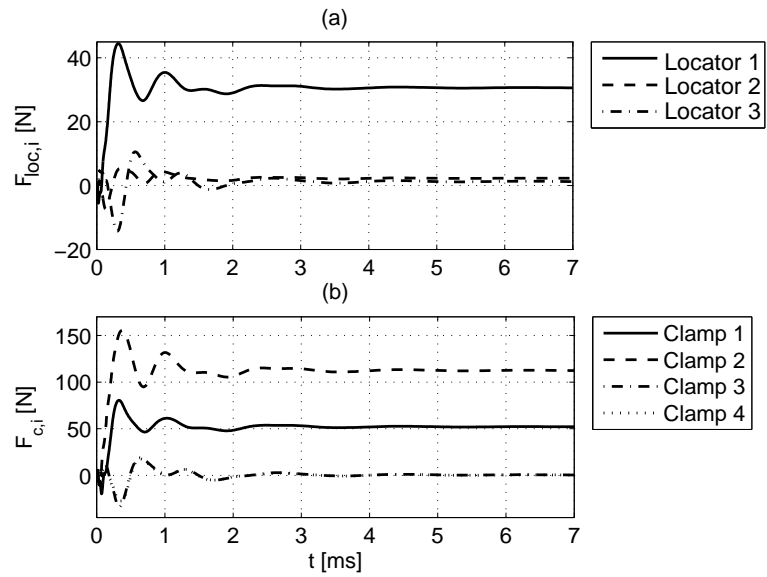 (a)
40
20
0
−20
F_loc,i [N]
0 1 2 3 4 5 6 7
Locator 1
Locator 2
Locator 3
(b)
150
100
50
0
F_c,i [N]
0 1 2 3 4 5 6 7
t [ms]
Clamp 1
Clamp 2
Clamp 3
Clamp 4